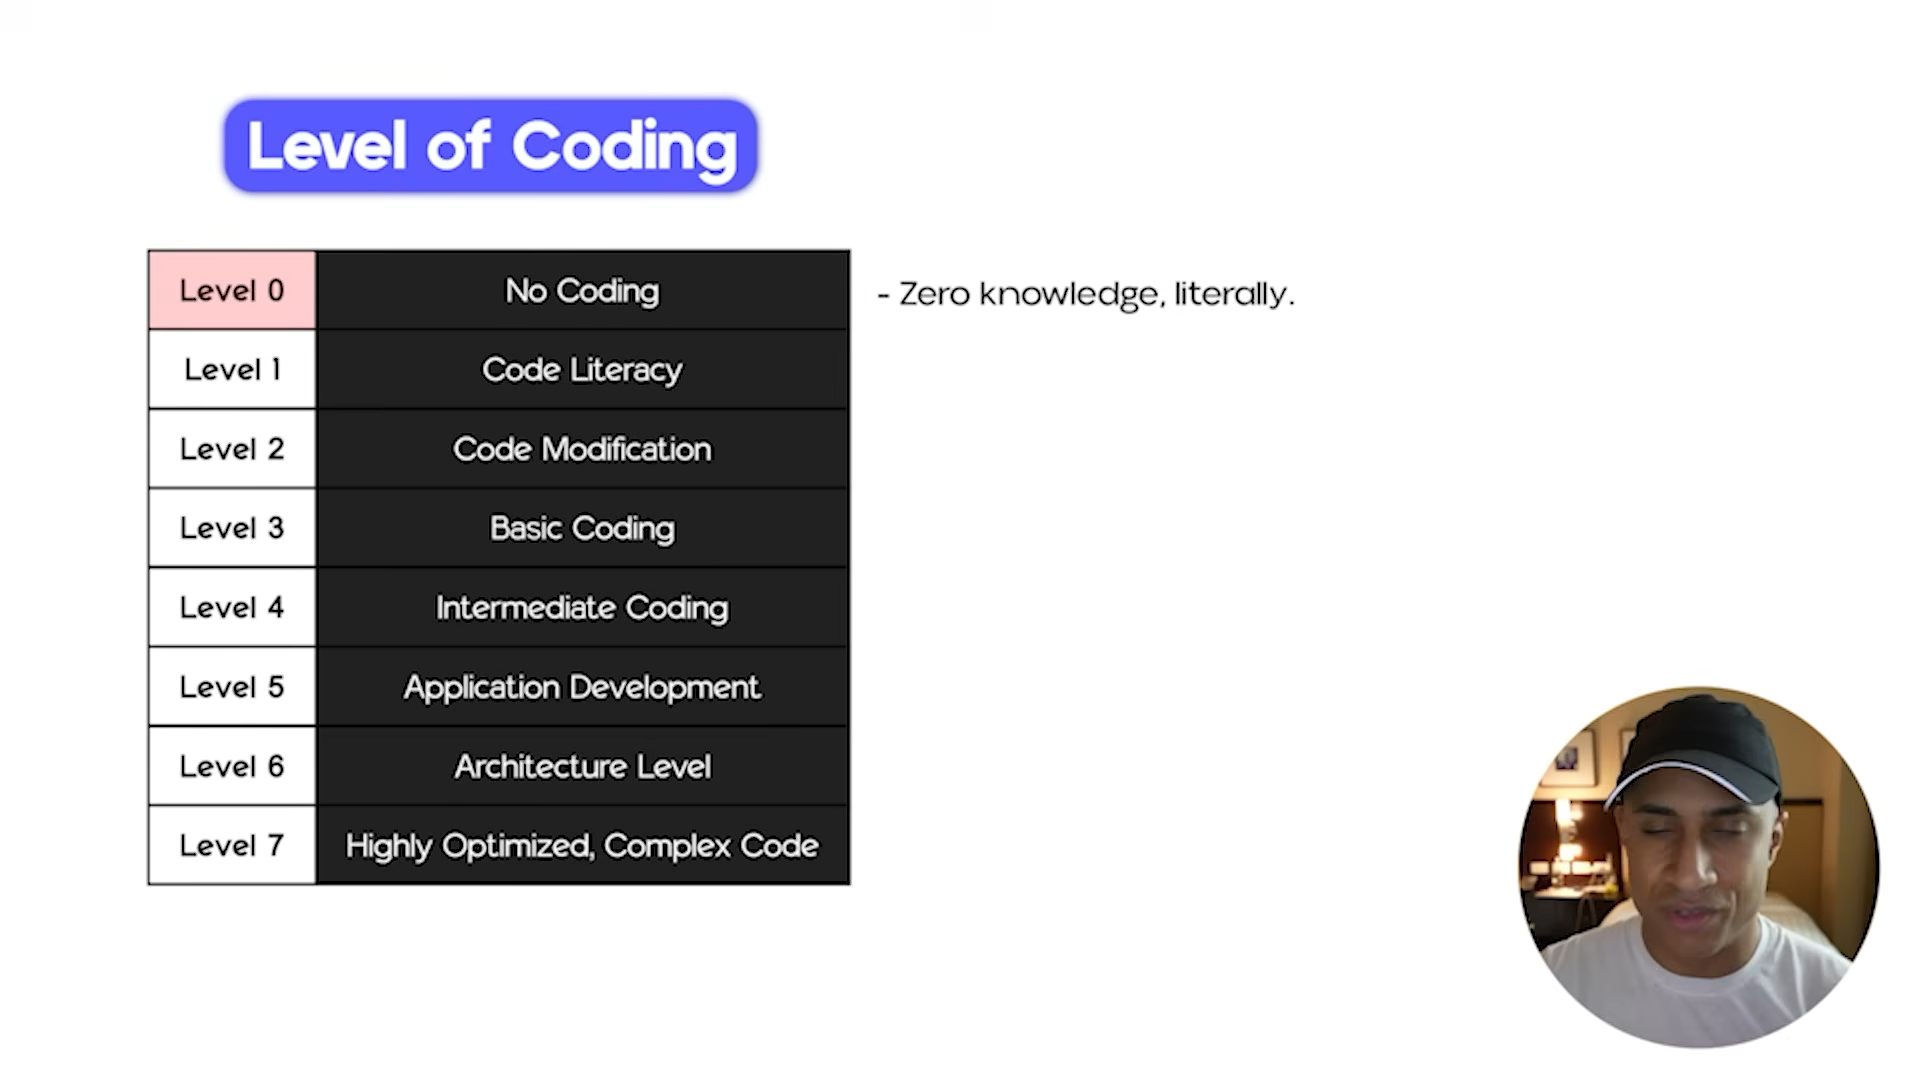 Level of Coding
Level 0 No Coding - Zero knowledge, literally.
Level 1 Code Literacy
Level 2 Code Modification
Level 3 Basic Coding
Level 4 Intermediate Coding
Level 5 Application Development
Level 6 Architecture Level
Level 7 Highly Optimized, Complex Code